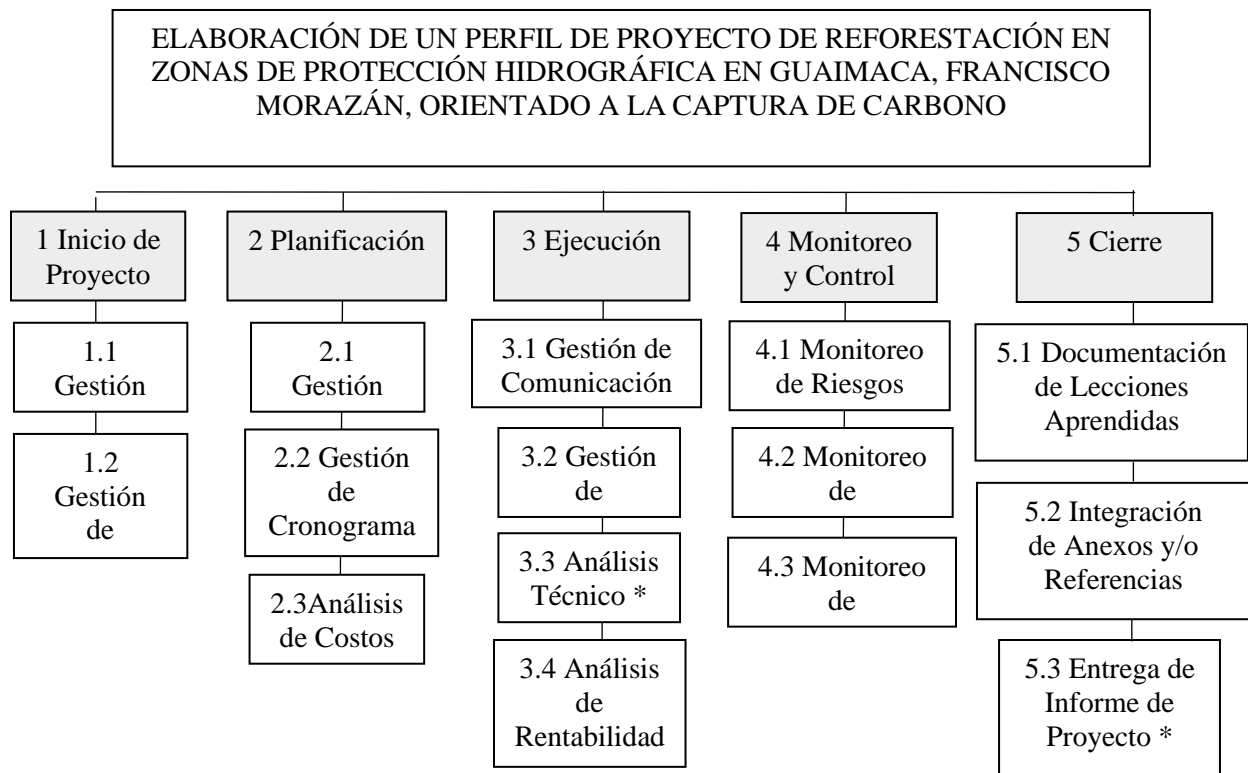 ELABORACIÓN DE UN PERFIL DE PROYECTO DE REFORESTACIÓN EN
ZONAS DE PROTECCIÓN HIDROGRÁFICA EN GUAIMACA, FRANCISCO
MORAZÁN, ORIENTADO A LA CAPTURA DE CARBONO
1 Inicio de
Proyecto
1.1
Gestión
1.2
Gestión
de
2 Planificación
2.1
Gestión
2.2 Gestión
de
Cronograma
2.3Análisis
de Costos
3 Ejecución
3.1 Gestión de
Comunicación
3.2 Gestión
de
3.3 Análisis
Técnico *
3.4 Análisis
de
Rentabilidad
4 Monitoreo
y Control
4.1 Monitoreo
de Riesgos
4.2 Monitoreo
de
4.3 Monitoreo
de
5 Cierre
5.1 Documentación
de Lecciones
Aprendidas
5.2 Integración
de Anexos y/o
Referencias
5.3 Entrega de
Informe de
Proyecto *